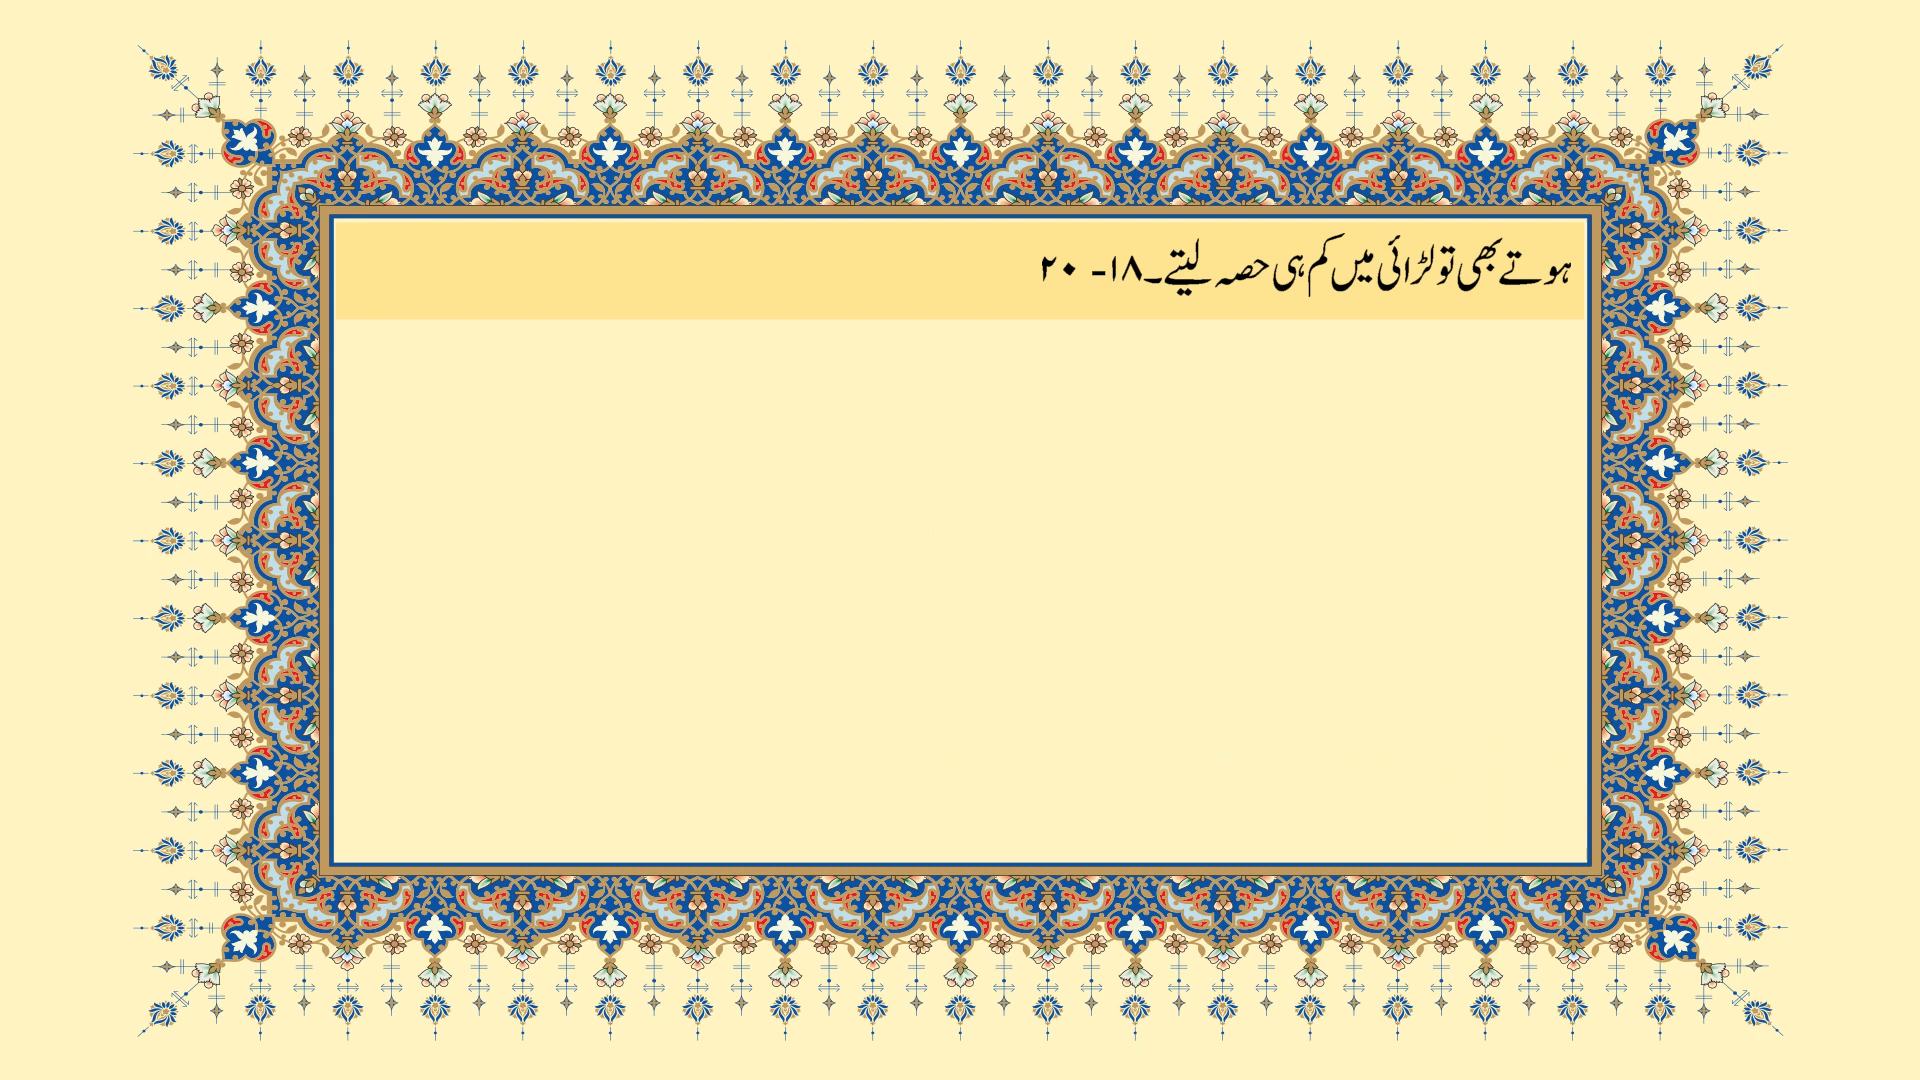 ہوتے بھی تو لڑائی میں کم ہی حصہ لیتے۔۱۸- ۲۰